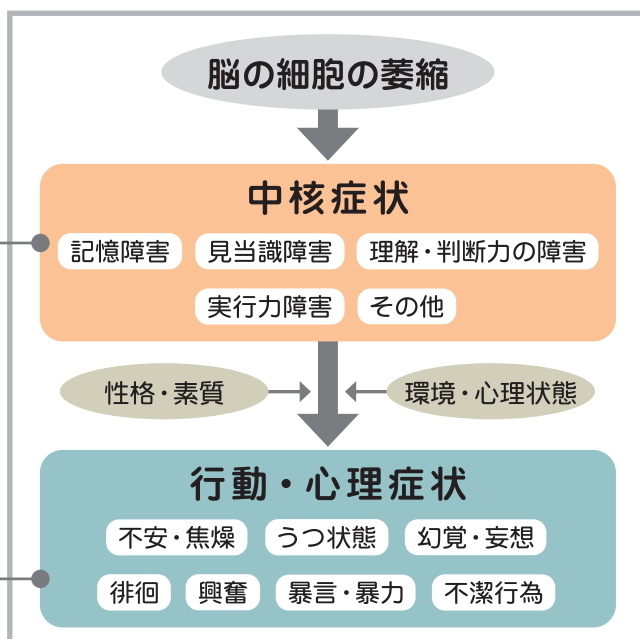 脳の細胞の萎縮
中核症状
記憶障害 見当識障害 理解・判断力の障害
実行力障害 その他
性格・素質 環境・心理状態
行動・心理症状
不安・焦燥 うつ状態 幻覚・妄想
徘徊 興奮 暴言・暴力 不潔行為